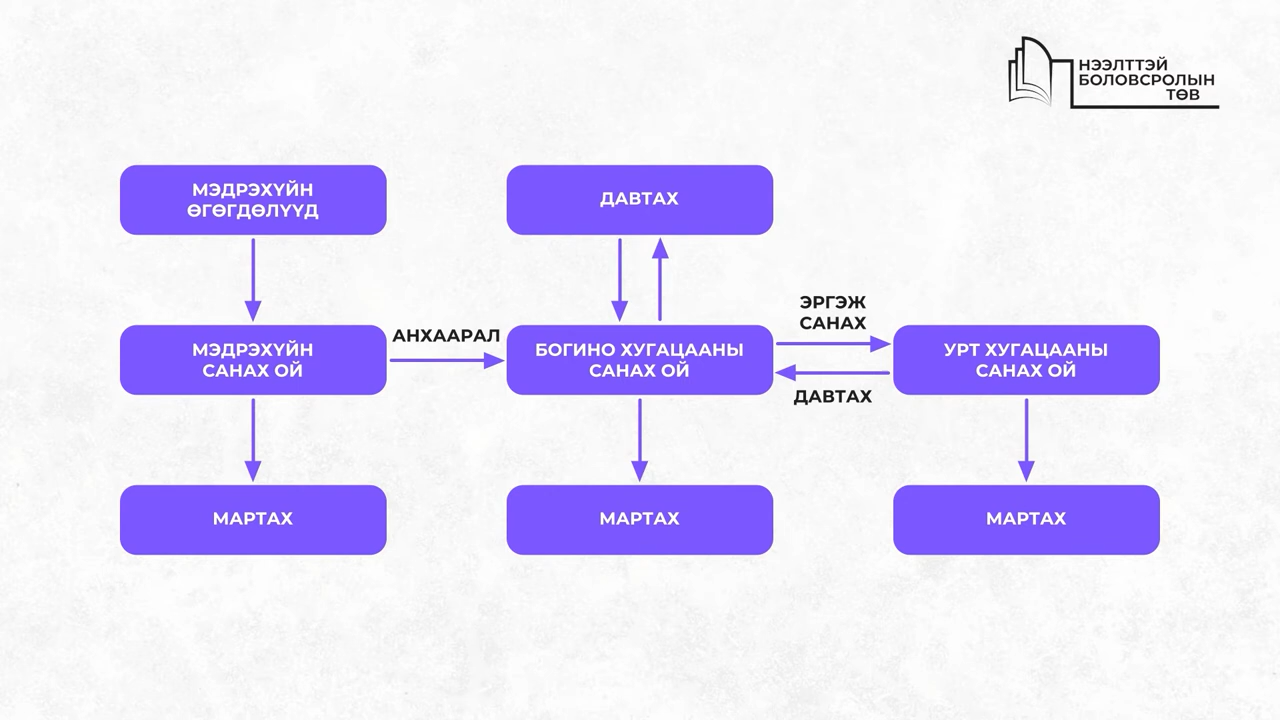 НЭЭЛТТЭЙ
БОЛОВСРОЛЫН
ТӨВ
МЭДРЭХҮЙН
ӨГӨГДӨЛҮҮД
ДАВТАХ
ЭРГЭЖ
САНАХ
АНХААРАЛ
МЭДРЭХҮЙН
САНАХ ОЙ
БОГИНО ХУГАЦААНЫ
САНАХ ОЙ
УРТ ХУГАЦААНЫ
САНАХ ОЙ
ДАВТАХ
МАРТАХ
МАРТАХ
МАРТАХ